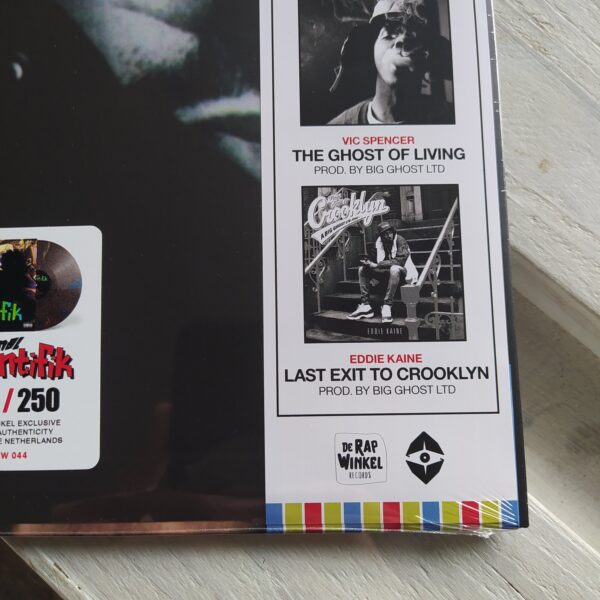 VIC SPENCER
THE GHOST OF LIVING
PROD. BY BIG GHOST LTD
Crooklyn
EDDIE KAINE
EDDIE KAINE
LAST EXIT TO CROOKLYN
PROD. BY BIG GHOST LTD
DE RAP
WINKEL
RECORDS
fik
ntifik
/ 250
KEL EXCLUSIVE
AUTHENTICITY
E NETHERLANDS
W 044